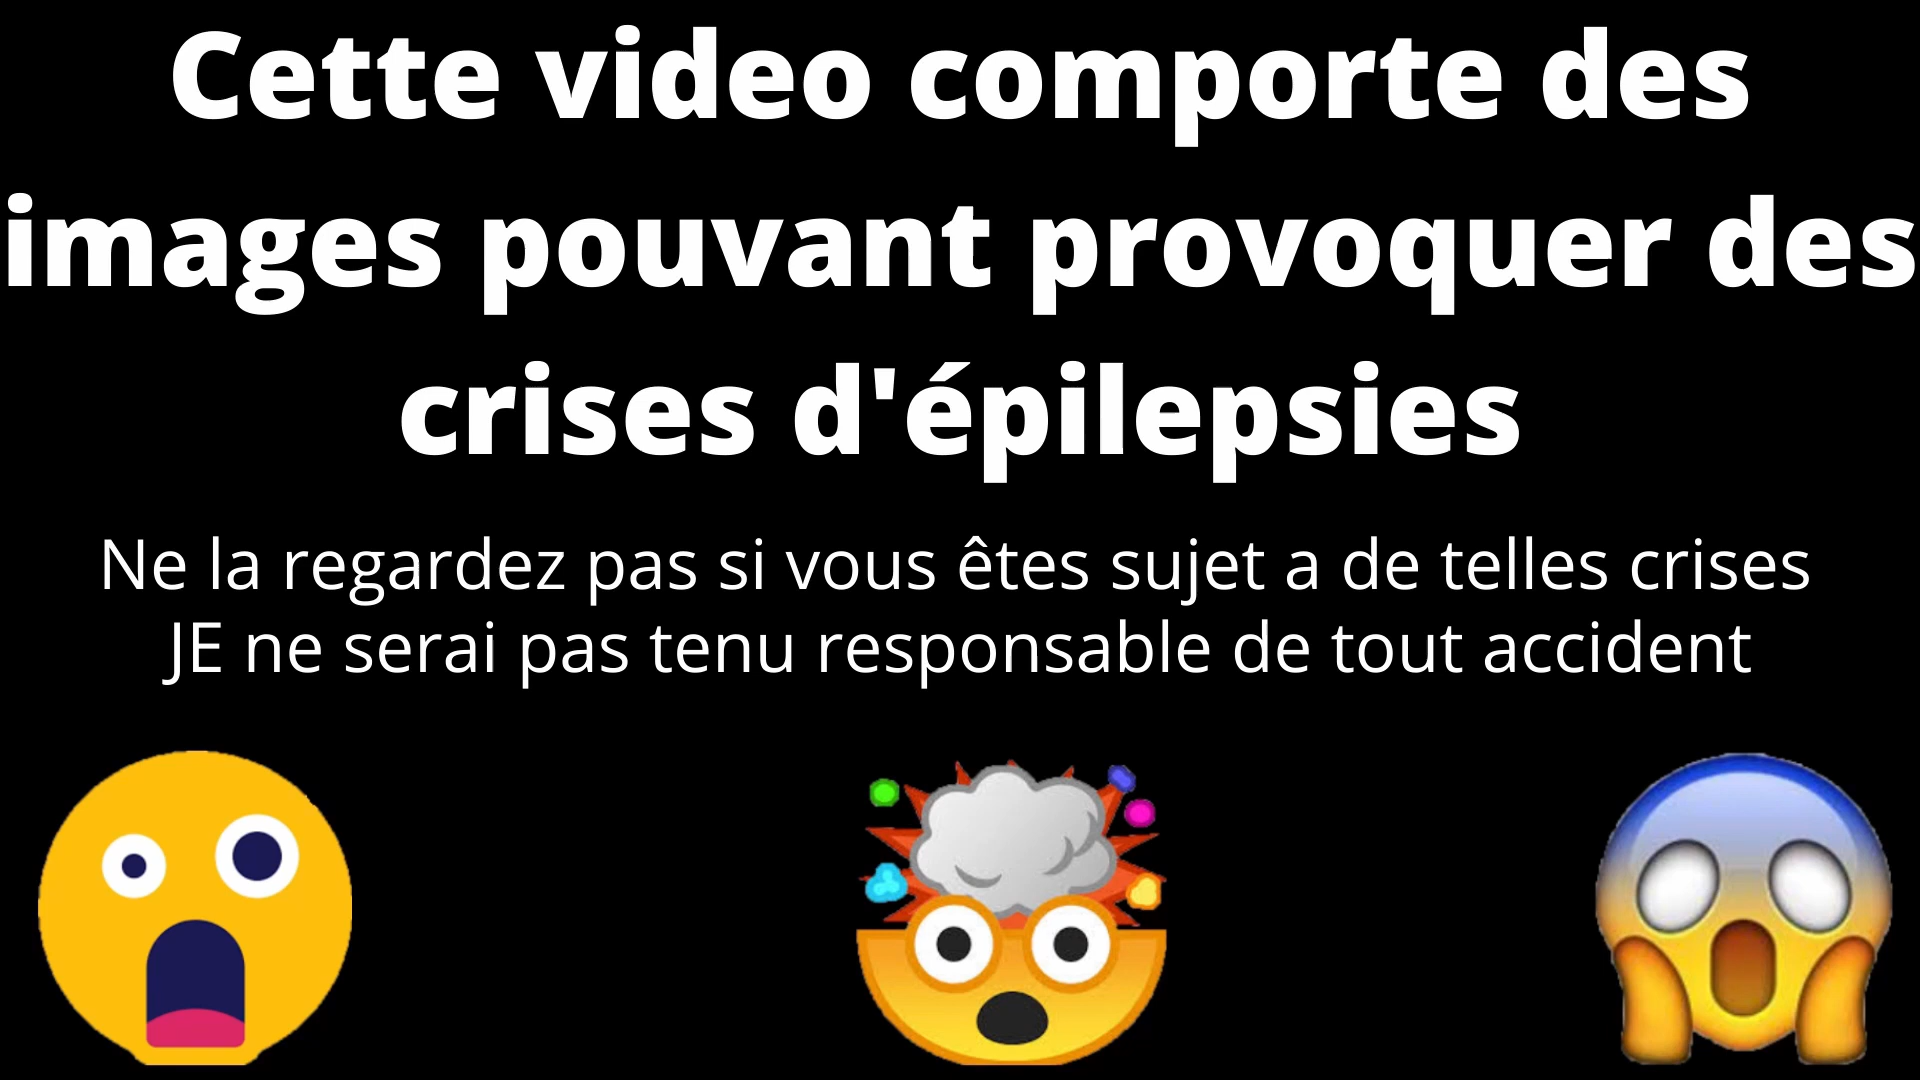 Cette video comporte des
images pouvant provoquer des
crises d'épilepsies
Ne la regardez pas si vous êtes sujet a de telles crises
JE ne serai pas tenu responsable de tout accident